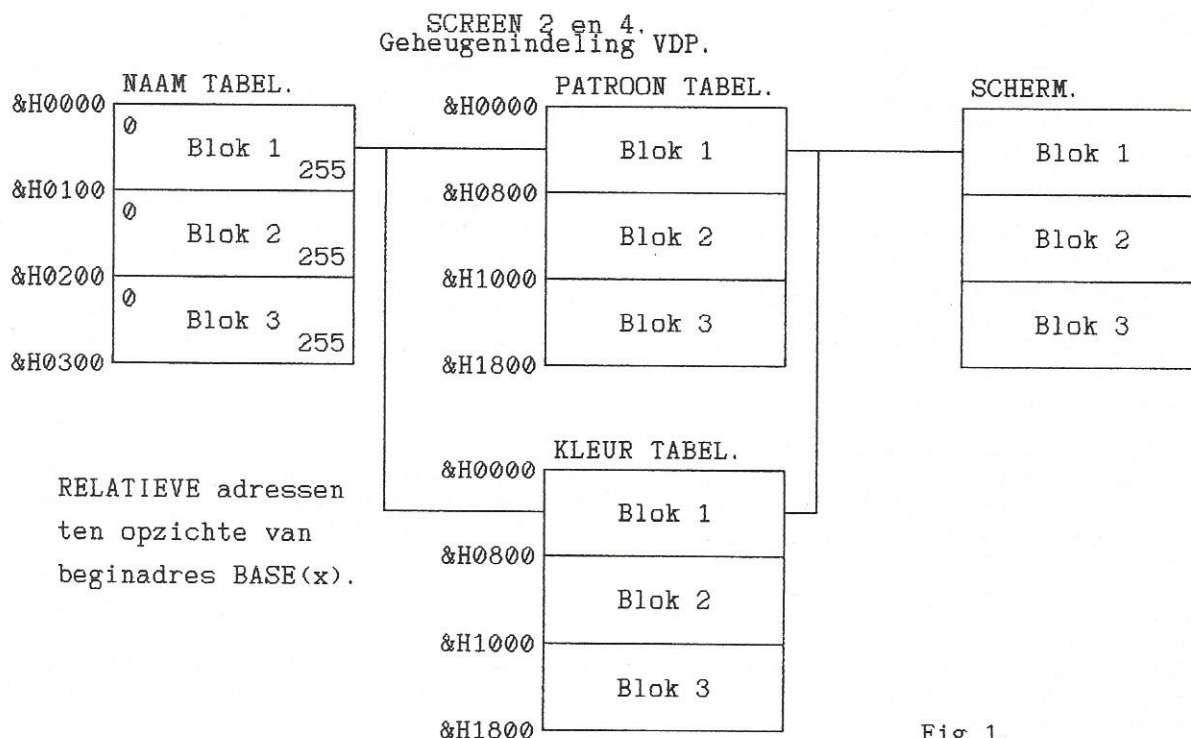 SCREEN 2 en 4.
Geheugenindeling VDP.
NAAM TABEL.
&H0000
0
Blok 1
255
&H0100
0
Blok 2
255
&H0200
0
Blok 3
255
&H0300
PATROON TABEL.
&H0000
Blok 1
&H0800
Blok 2
&H1000
Blok 3
&H1800
SCHERM.
Blok 1
Blok 2
Blok 3
KLEUR TABEL.
&H0000
Blok 1
&H0800
Blok 2
&H1000
Blok 3
&H1800
RELATIEVE adressen
ten opzichte van
beginadres BASE(x).
Fig 1.